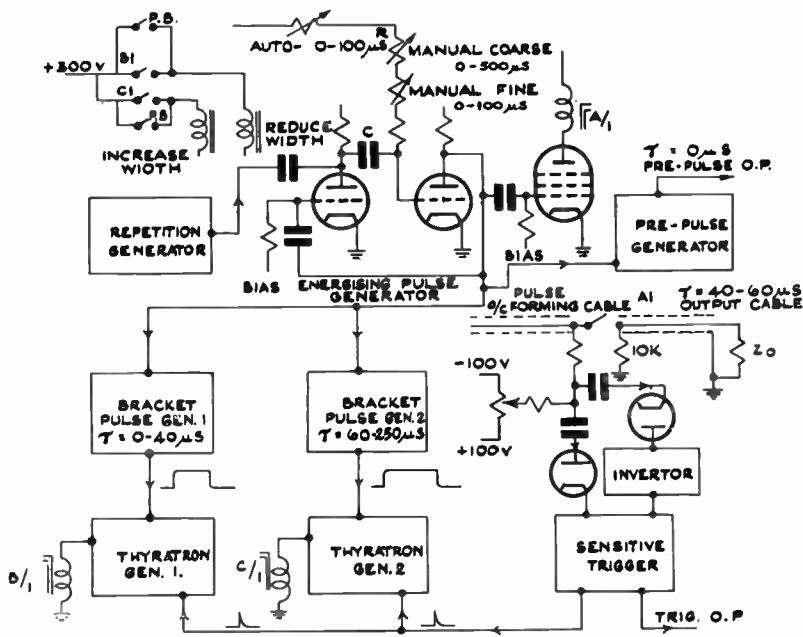 P.B.
B1
+300V
C1
P.B
INCREASE
WIDTH
REDUCE
WIDTH
AUTO- 0-100µS
R
MANUAL COARSE
0-500µS
MANUAL FINE
0-100µS
C
A/1
τ = 0µS
PRE-PULSE O.P.
REPETITION
GENERATOR
BIAS
ENERGISING PULSE
GENERATOR
BIAS
PRE-PULSE
GENERATOR
PULSE
O/C FORMING CABLE
A1
τ = 40-60µS
OUTPUT CABLE
10K
Z0
-100V
+100V
BRACKET
PULSE GEN. 1
τ = 0-40µS
BRACKET
PULSE GEN. 2
τ = 60-250µS
INVERTOR
B/1
THYRATRON
GEN. 1.
C/1
THYRATRON
GEN. 2
SENSITIVE
TRIGGER
TRIG. O.P